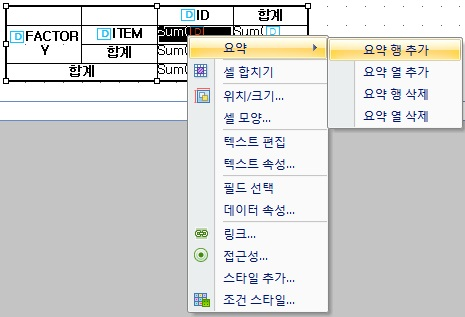 D ID 합계
D FACTOR
Y
D ITEM Sum(D ID) Sum(D
합계 Sum(
합계 Sum(
요약
셀 합치기
위치/크기...
셀 모양...
텍스트 편집
텍스트 속성...
필드 선택
데이터 속성...
링크...
접근성...
스타일 추가...
조건 스타일...
요약 행 추가
요약 열 추가
요약 행 삭제
요약 열 삭제